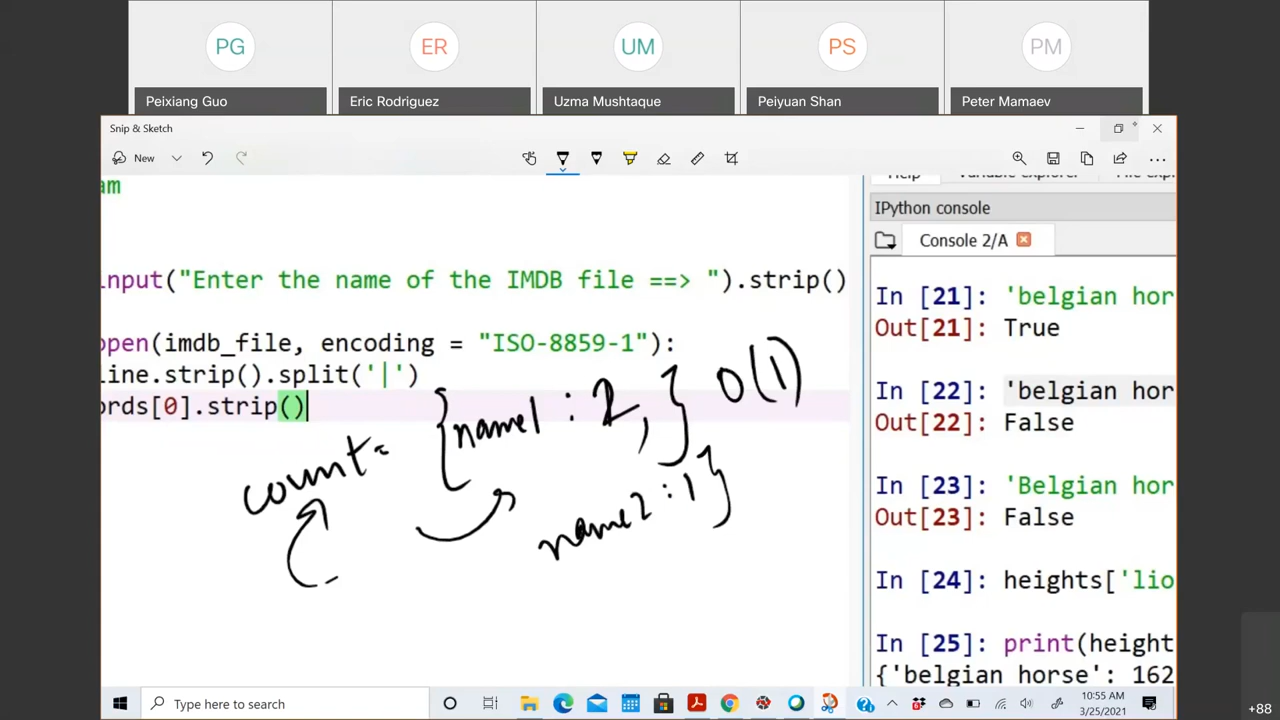 PG
ER
UM
PS
PM
Peixiang Guo
Eric Rodriguez
Uzma Mushtaque
Peiyuan Shan
Peter Mamaev
Snip & Sketch
New
am
input("Enter the name of the IMDB file ==> ").strip()
open(imdb_file, encoding = "ISO-8859-1"):
line.strip().split('|')
ords[0].strip()
count= {name1 : 2, } O(1)
name2 : 1 }
IPython console
Console 2/A
In [21]: 'belgian hor
Out[21]: True
In [22]: 'belgian hor
Out[22]: False
In [23]: 'Belgian hor
Out[23]: False
In [24]: heights['lio
In [25]: print(height
{'belgian horse': 162
Type here to search
10:55 AM
3/25/2021
+88